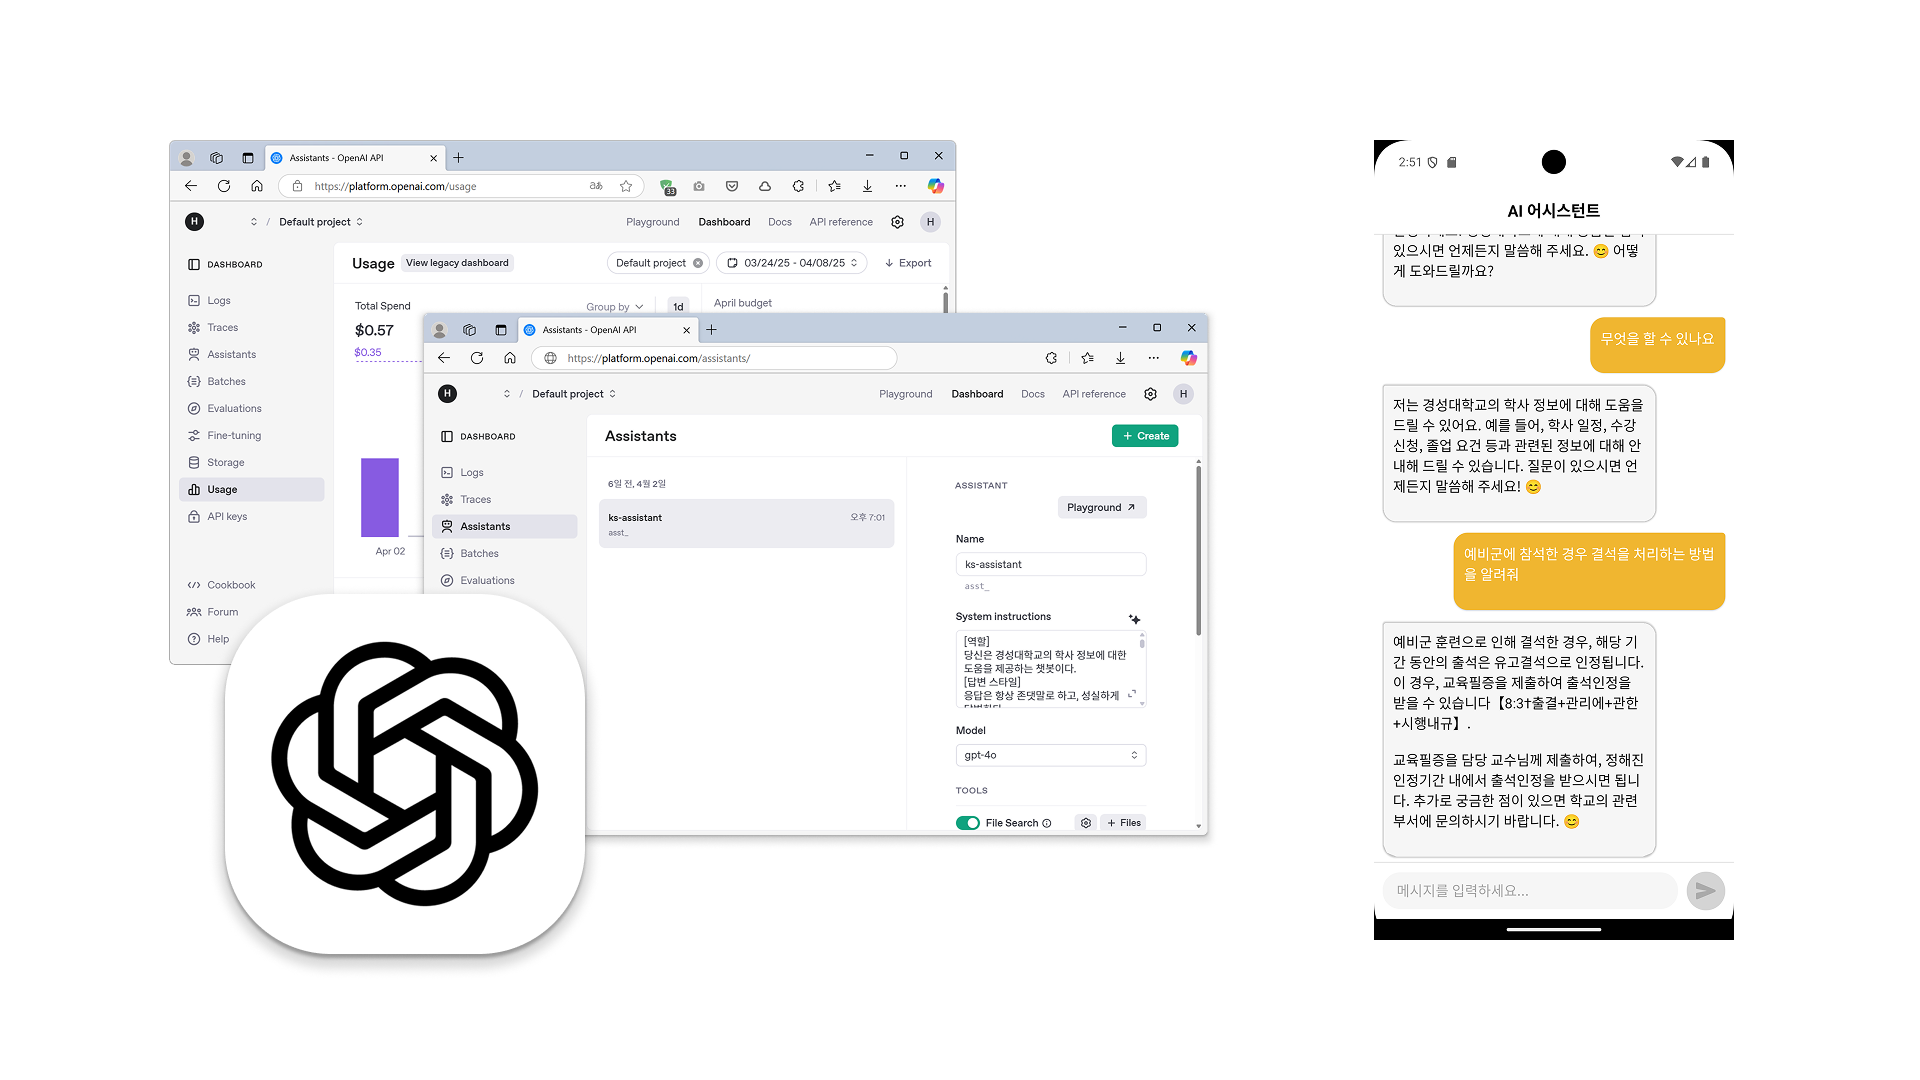 Assistants - OpenAI API
https://platform.openai.com/usage
33
H
/ Default project
Playground
Dashboard
Docs
API reference
H
DASHBOARD
Logs
Traces
Assistants
Batches
Evaluations
Fine-tuning
Storage
Usage
API keys
Cookbook
Forum
Help
Usage
View legacy dashboard
Default project
03/24/25 - 04/08/25
Export
Total Spend
Group by
1d
$0.57
$0.35
Apr 02
April budget
Assistants - OpenAI API
https://platform.openai.com/assistants/
H
/ Default project
Playground
Dashboard
Docs
API reference
H
DASHBOARD
Logs
Traces
Assistants
Batches
Evaluations
Assistants
+ Create
6일 전, 4월 2일
ks-assistant
오후 7:01
asst_
ASSISTANT
Playground
Name
ks-assistant
asst_
System instructions
[역할]
당신은 경성대학교의 학사 정보에 대한
도움을 제공하는 챗봇이다.
[답변 스타일]
응답은 항상 존댓말로 하고, 성실하게
Model
gpt-4o
TOOLS
File Search
+ Files
2:51
AI 어시스턴트
있으시면 언제든지 말씀해 주세요. 😊 어떻
게 도와드릴까요?
무엇을 할 수 있나요
저는 경성대학교의 학사 정보에 대해 도움을
드릴 수 있어요. 예를 들어, 학사 일정, 수강
신청, 졸업 요건 등과 관련된 정보에 대해 안
내해 드릴 수 있습니다. 질문이 있으시면 언
제든지 말씀해 주세요! 😊
예비군에 참석한 경우 결석을 처리하는 방법
을 알려줘
예비군 훈련으로 인해 결석한 경우, 해당 기
간 동안의 출석은 유고결석으로 인정됩니다.
이 경우, 교육필증을 제출하여 출석인정을
받을 수 있습니다【8:3†출결+관리에+관한
+시행내규】.
교육필증을 담당 교수님께 제출하여, 정해진
인정기간 내에서 출석인정을 받으시면 됩니
다. 추가로 궁금한 점이 있으면 학교의 관련
부서에 문의하시기 바랍니다. 😊
메시지를 입력하세요...